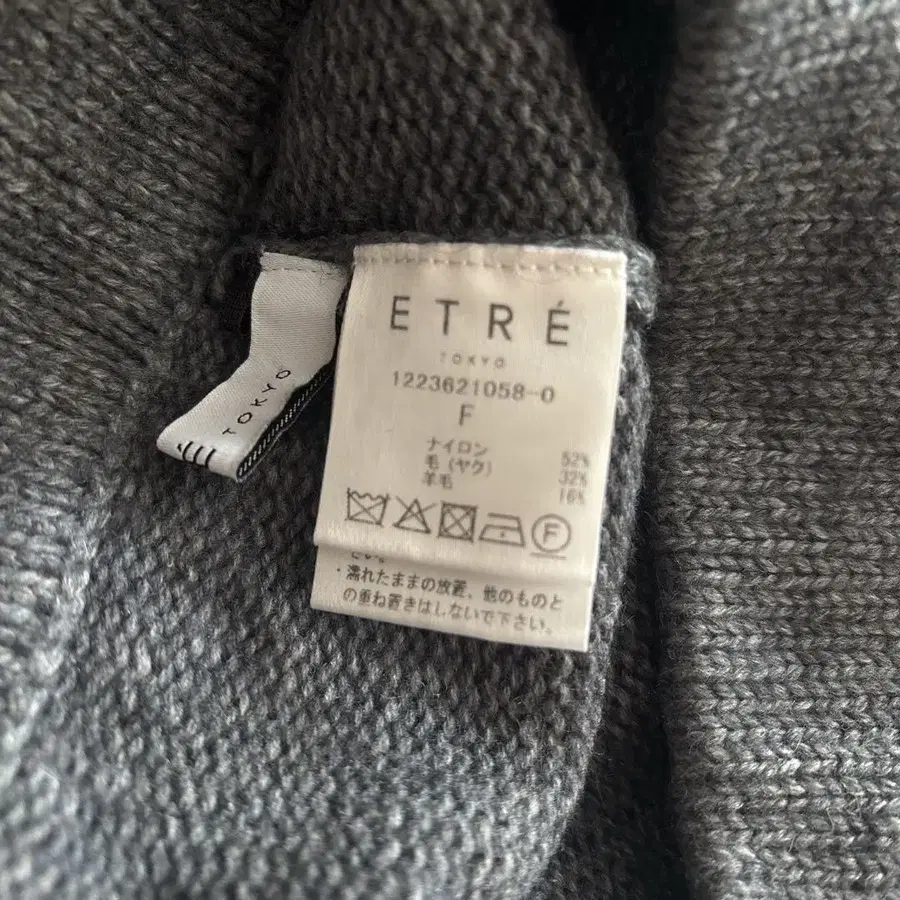 TOKYO
ETRÉ
TOKYO
1223621058-0
F
ナイロン 52%
毛(ヤク) 32%
羊毛 16%
F
さい。
・濡れたままの放置、他のものと
の重ね置きはしないで下さい。